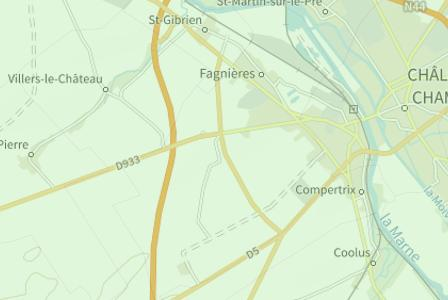 St-Martin-sur-le-Pré
N44
St-Gibrien
Fagnières
CHÂL
CHAM
Villers-le-Château
Pierre
D933
Compertrix
la Marne
D5
Coolus